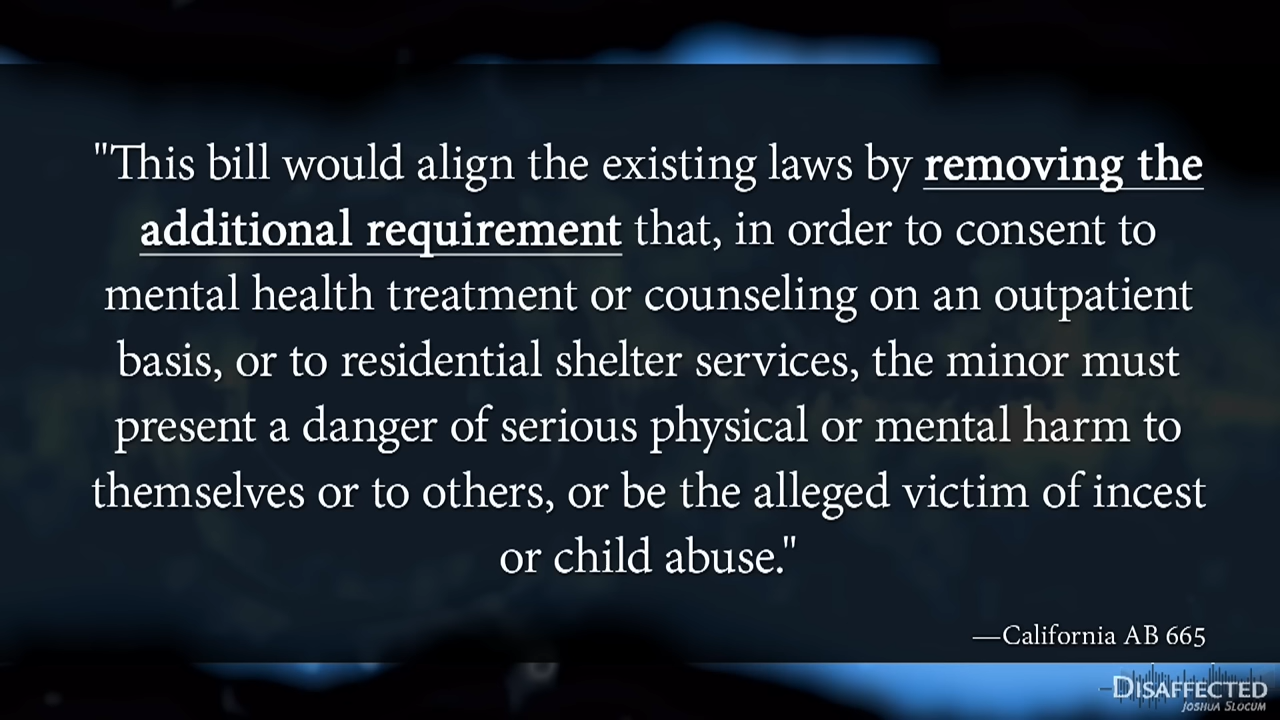 "This bill would align the existing laws by removing the
additional requirement that, in order to consent to
mental health treatment or counseling on an outpatient
basis, or to residential shelter services, the minor must
present a danger of serious physical or mental harm to
themselves or to others, or be the alleged victim of incest
or child abuse."
—California AB 665
DISAFFECTED
JOSHUA SLOCUM